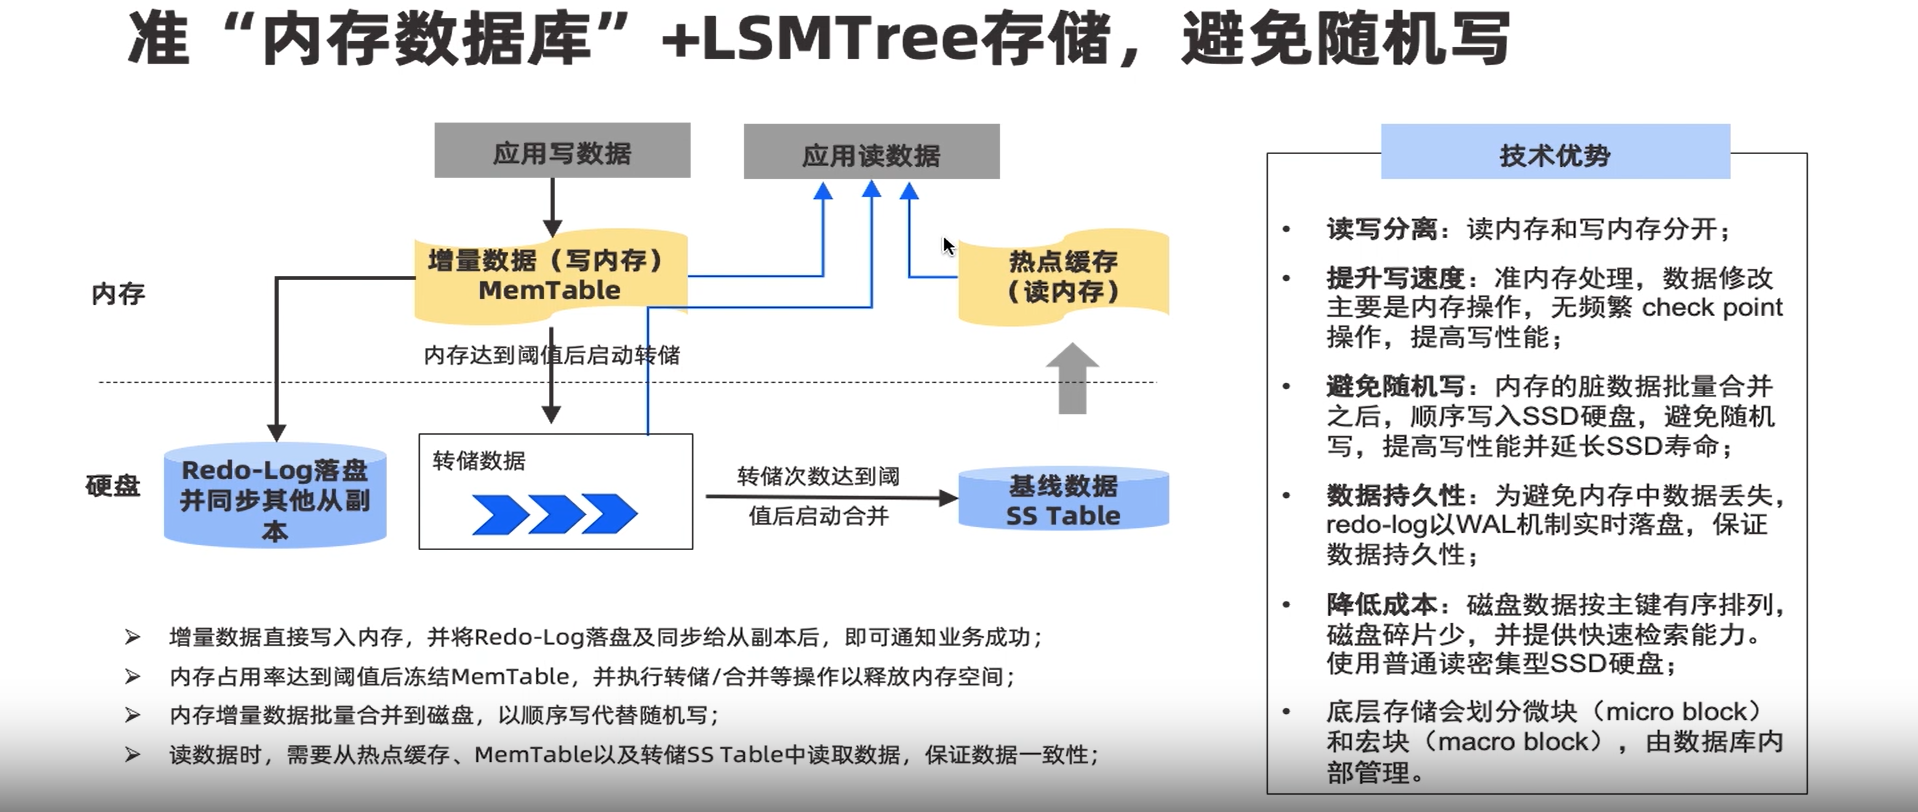 准“内存数据库”+LSMTree存储，避免随机写
应用写数据
应用读数据
增量数据（写内存）
MemTable
热点缓存
（读内存）
内存
内存达到阈值后启动转储
硬盘
Redo-Log落盘
并同步其他从副
本
转储数据
转储次数达到阈
值后启动合并
基线数据
SS Table
➢ 增量数据直接写入内存，并将Redo-Log落盘及同步给从副本后，即可通知业务成功；
➢ 内存占用率达到阈值后冻结MemTable，并执行转储/合并等操作以释放内存空间；
➢ 内存增量数据批量合并到磁盘，以顺序写代替随机写；
➢ 读数据时，需要从热点缓存、MemTable以及转储SS Table中读取数据，保证数据一致性；
技术优势
• 读写分离：读内存和写内存分开；
• 提升写速度：准内存处理，数据修改
主要是内存操作，无频繁 check point
操作，提高写性能；
• 避免随机写：内存的脏数据批量合并
之后，顺序写入SSD硬盘，避免随机
写，提高写性能并延长SSD寿命；
• 数据持久性：为避免内存中数据丢失，
redo-log以WAL机制实时落盘，保证
数据持久性；
• 降低成本：磁盘数据按主键有序排列，
磁盘碎片少，并提供快速检索能力。
使用普通读密集型SSD硬盘；
• 底层存储会划分微块（micro block）
和宏块（macro block），由数据库内
部管理。